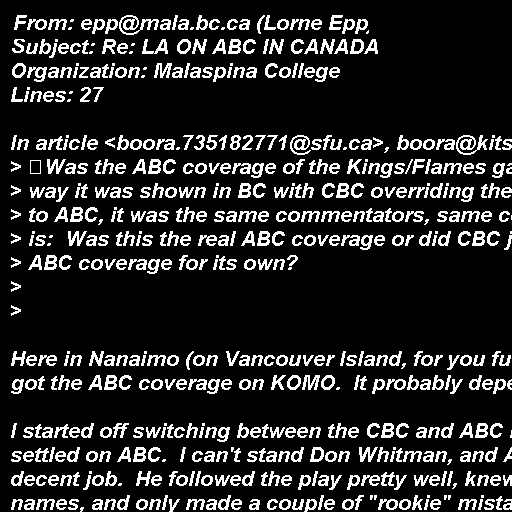 From: epp@mala.bc.ca (Lorne Epp)
Subject: Re: LA ON ABC IN CANADA
Organization: Malaspina College
Lines: 27
In article <boora.735182771@sfu.ca>, boora@kits
> Was the ABC coverage of the Kings/Flames ga
> way it was shown in BC with CBC overriding the
> to ABC, it was the same commentators, same c
> is:  Was this the real ABC coverage or did CBC j
> ABC coverage for its own?
>
>
Here in Nanaimo (on Vancouver Island, for you fu
got the ABC coverage on KOMO.  It probably depe
I started off switching between the CBC and ABC
settled on ABC.  I can't stand Don Whitman, and A
decent job.  He followed the play pretty well, knew
names, and only made a couple of "rookie" mista